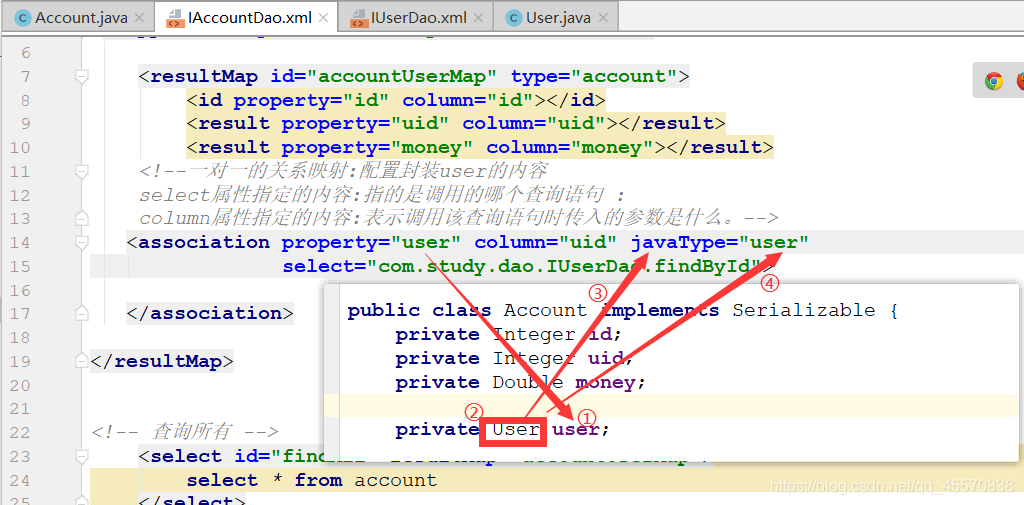 Account.java × IAccountDao.xml × IUserDao.xml × User.java ×
6
7 <resultMap id="accountUserMap" type="account">
8 <id property="id" column="id"></id>
9 <result property="uid" column="uid"></result>
10 <result property="money" column="money"></result>
11 <!--一对一的关系映射:配置封装user的内容
12 select属性指定的内容:指的是调用的哪个查询语句 :
13 column属性指定的内容:表示调用该查询语句时传入的参数是什么。-->
14 <association property="user" column="uid" javaType="user"
15 select="com.study.dao.IUserDao.findById">
③ ④
16
17 </association>
18
19 </resultMap>
20
21
public class Account implements Serializable {
private Integer id;
private Integer uid;
private Double money;
② ①
private User user;
22 <!-- 查询所有 -->
23 <select id="
24 select * from account
25 </select>
https://blog.csdn.net/qq_45570838